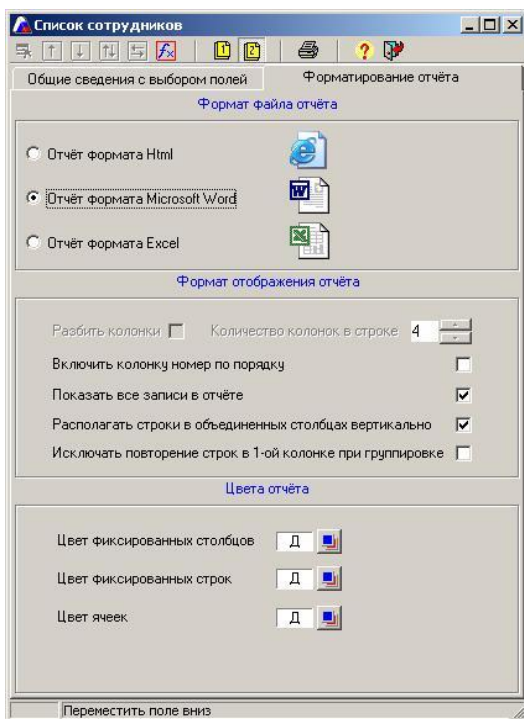 Список сотрудников
Общие сведения с выбором полей
Форматирование отчёта
Формат файла отчёта
Отчёт формата Html
Отчёт формата Microsoft Word
Отчёт формата Excel
Формат отображения отчёта
Разбить колонки Количество колонок в строке 4
Включить колонку номер по порядку
Показать все записи в отчёте
Располагать строки в объединенных столбцах вертикально
Исключать повторение строк в 1-ой колонке при группировке
Цвета отчёта
Цвет фиксированных столбцов Д
Цвет фиксированных строк Д
Цвет ячеек Д
Переместить поле вниз